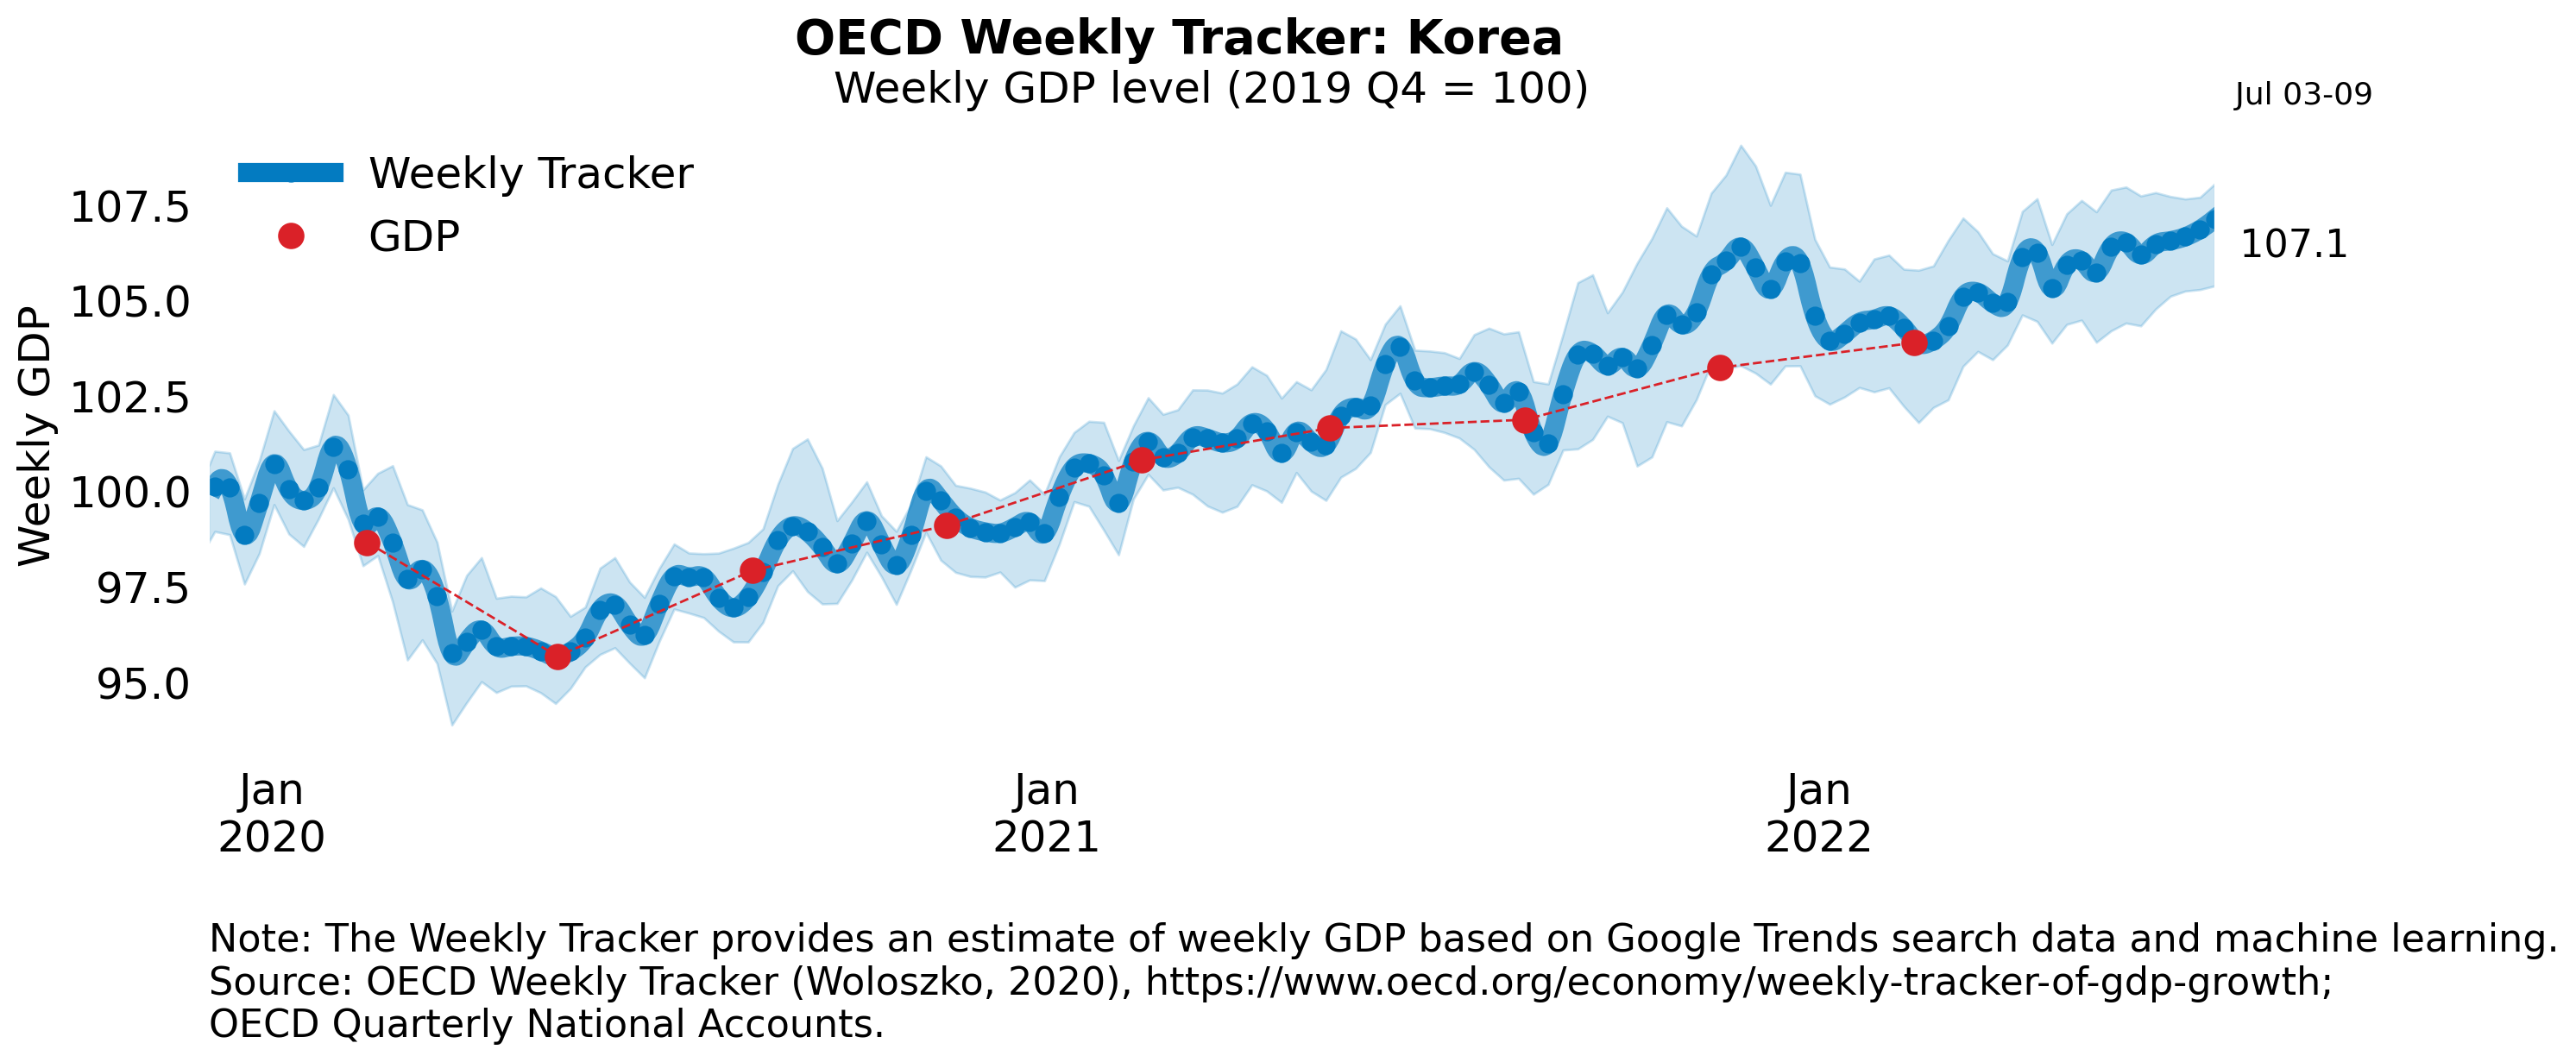 OECD Weekly Tracker: Korea
Weekly GDP level (2019 Q4 = 100)
Jul 03-09
Weekly Tracker
GDP
107.5
105.0
102.5
100.0
97.5
95.0
Weekly GDP
107.1
Jan
2020
Jan
2021
Jan
2022
Note: The Weekly Tracker provides an estimate of weekly GDP based on Google Trends search data and machine learning.
Source: OECD Weekly Tracker (Woloszko, 2020), https://www.oecd.org/economy/weekly-tracker-of-gdp-growth;
OECD Quarterly National Accounts.